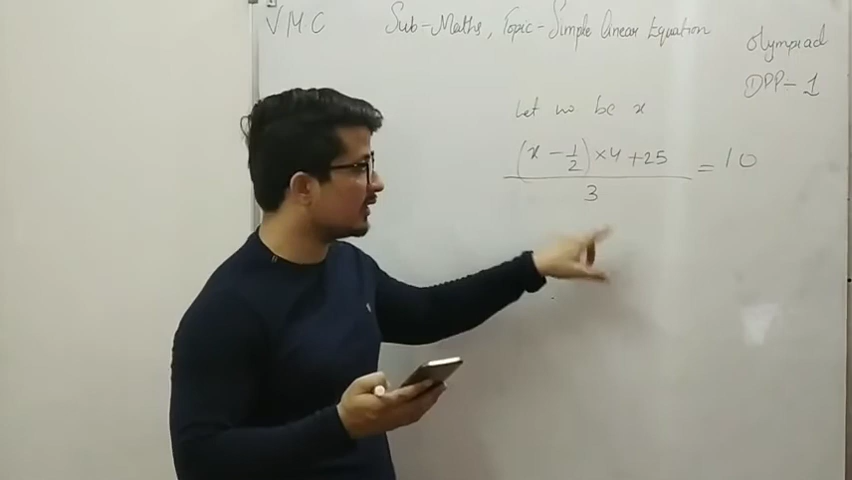 VMC
Sub-Maths, Topic-Simple linear Equation
Olympiad
DPP-1
Let no be x
(x - 1/2) × 4 + 25
/ 3 = 10